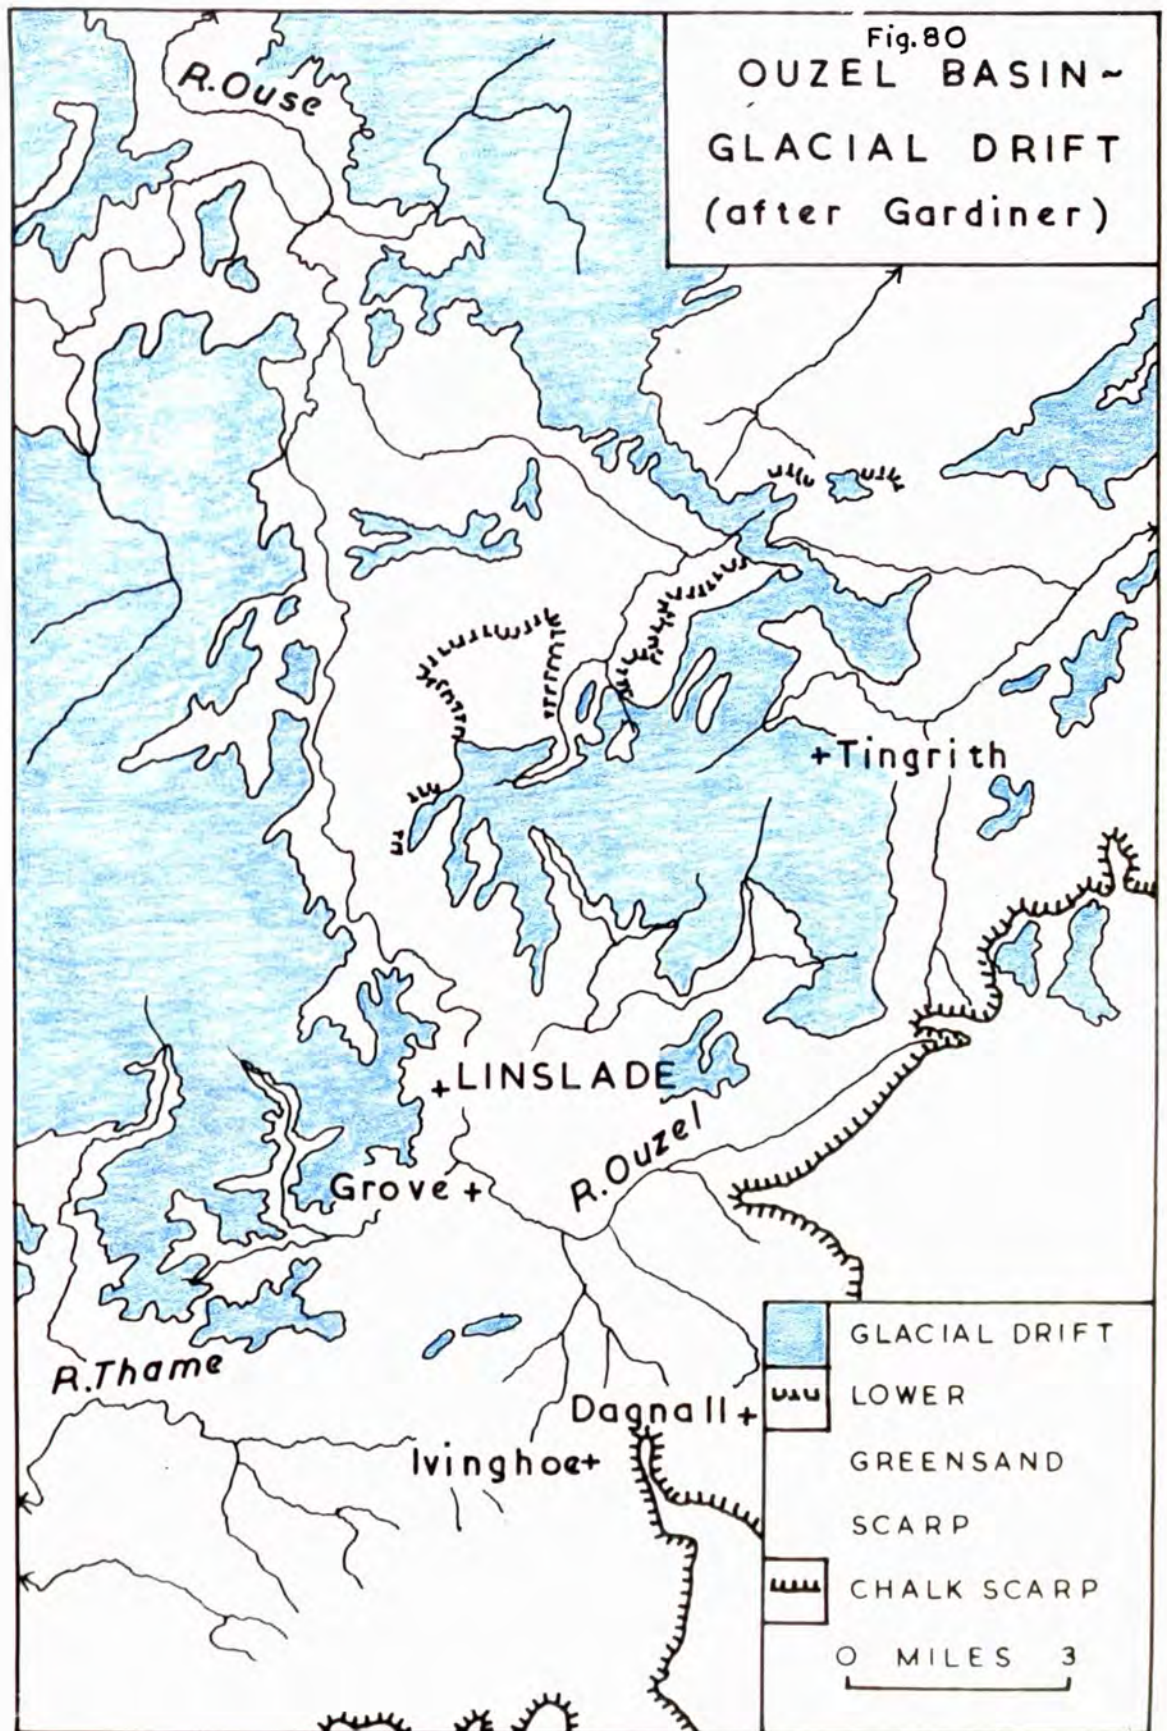 Fig.80
OUZEL BASIN~
GLACIAL DRIFT
(after Gardiner)
R.Ouse
+Tingrith
+LINSLADE
R.Ouzel
Grove+
R.Thame
Dagnall+
Ivinghoe+
GLACIAL DRIFT
LOWER
GREENSAND
SCARP
CHALK SCARP
0 MILES 3